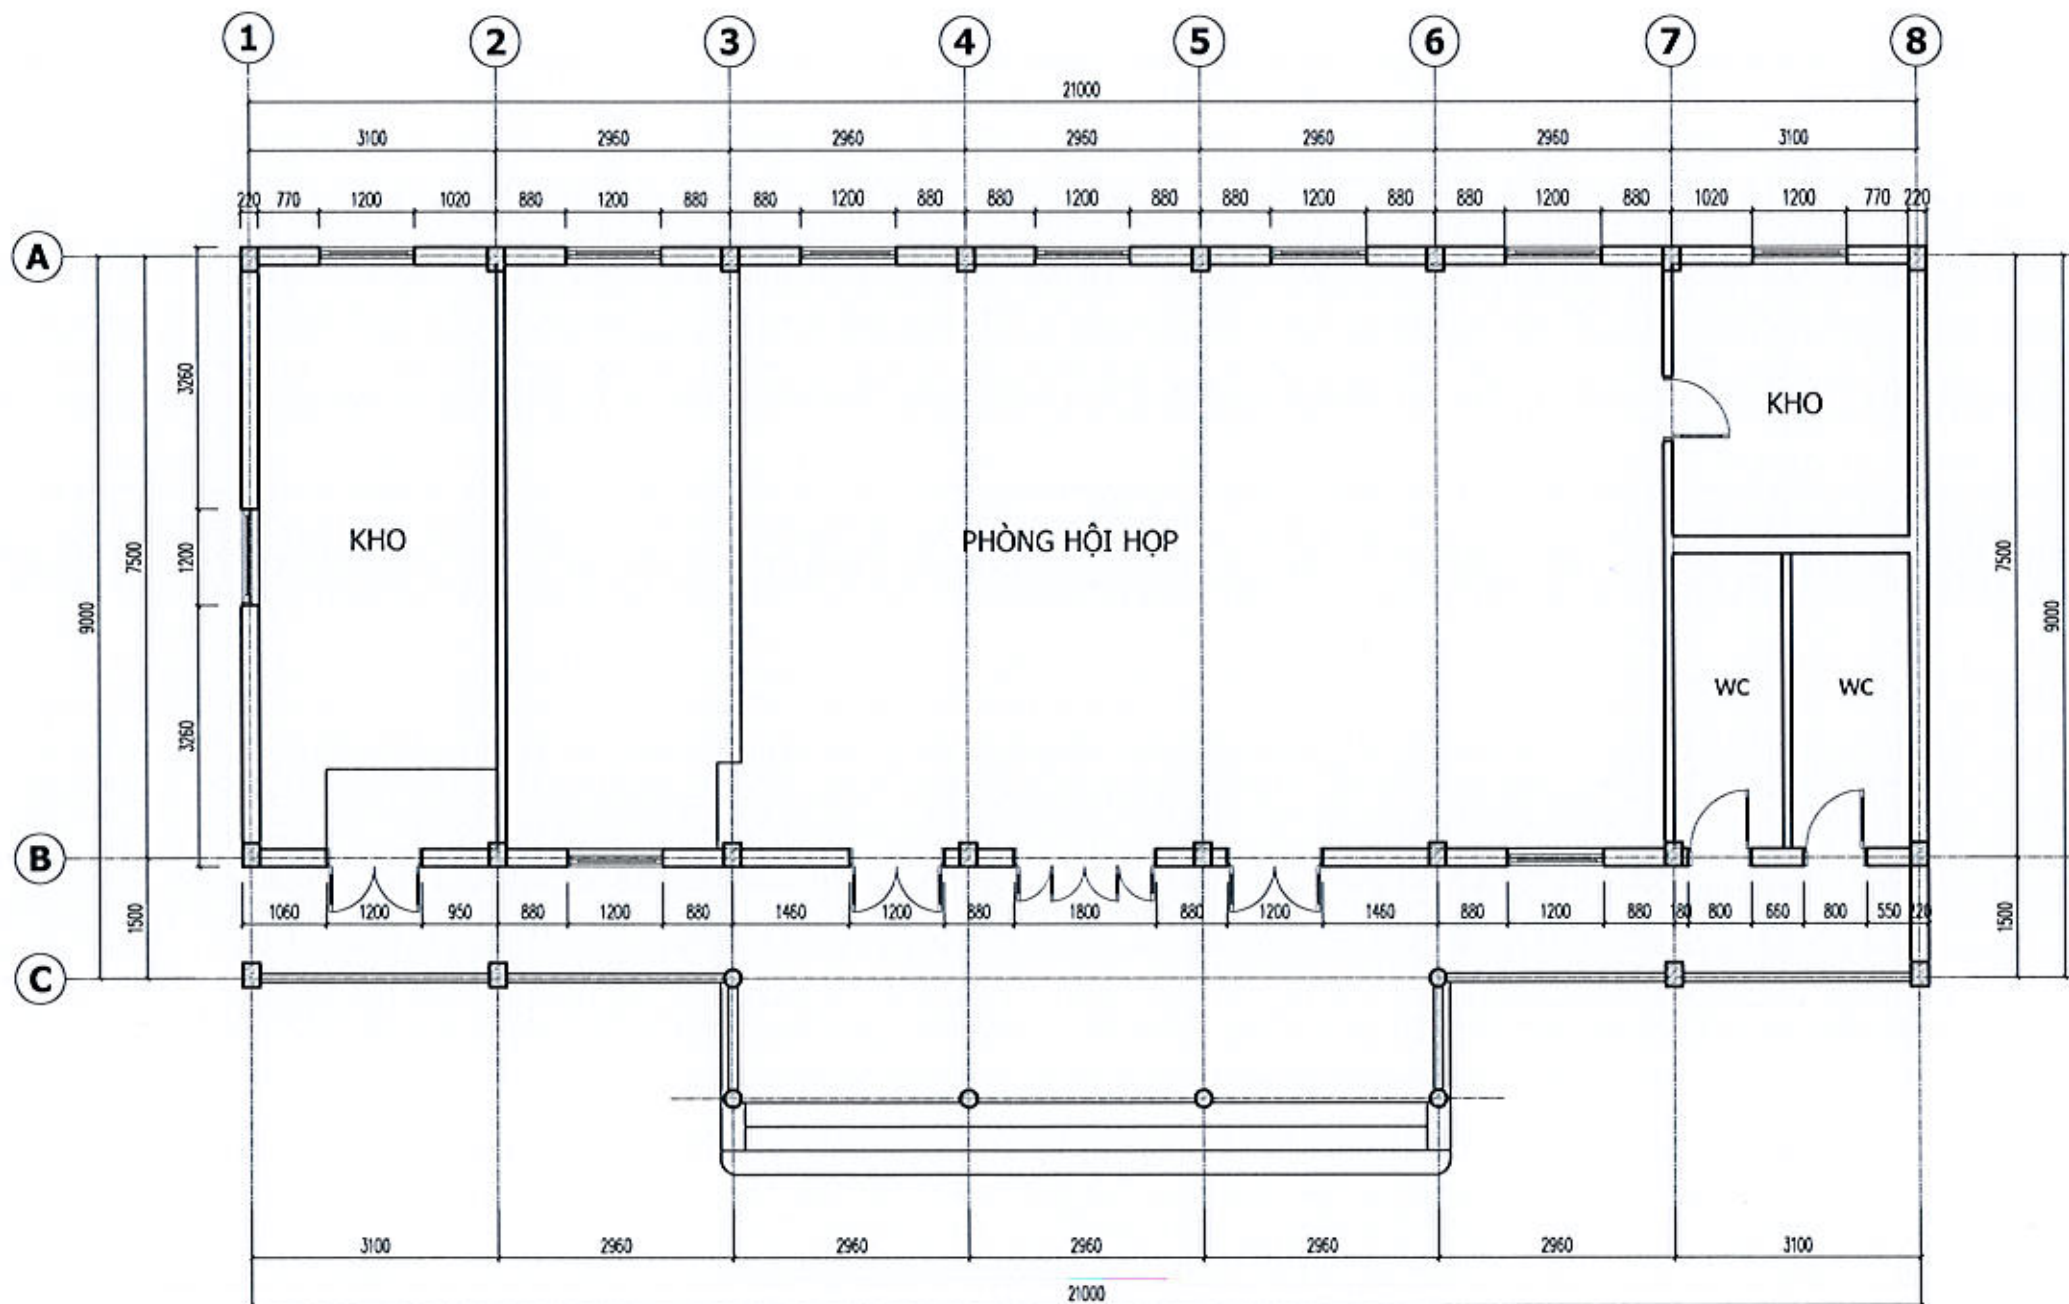 1 2 3 4 5 6 7 8
21000
3100 2960 2960 2960 2960 2960 3100
220 770 1200 1020 880 1200 880 880 1200 880 880 1200 880 880 1200 880 880 1200 880 1020 1200 770 220
A
3260
KHO
KHO PHÒNG HỘI HỌP
7500 1200 7500
9000 9000
WC WC
3260
B
1060 1200 950 880 1200 880 1460 1200 880 1800 880 1200 1460 880 1200 880 180 800 660 800 550 220
1500 1500
C
3100 2960 2960 2960 2960 2960 3100
21000